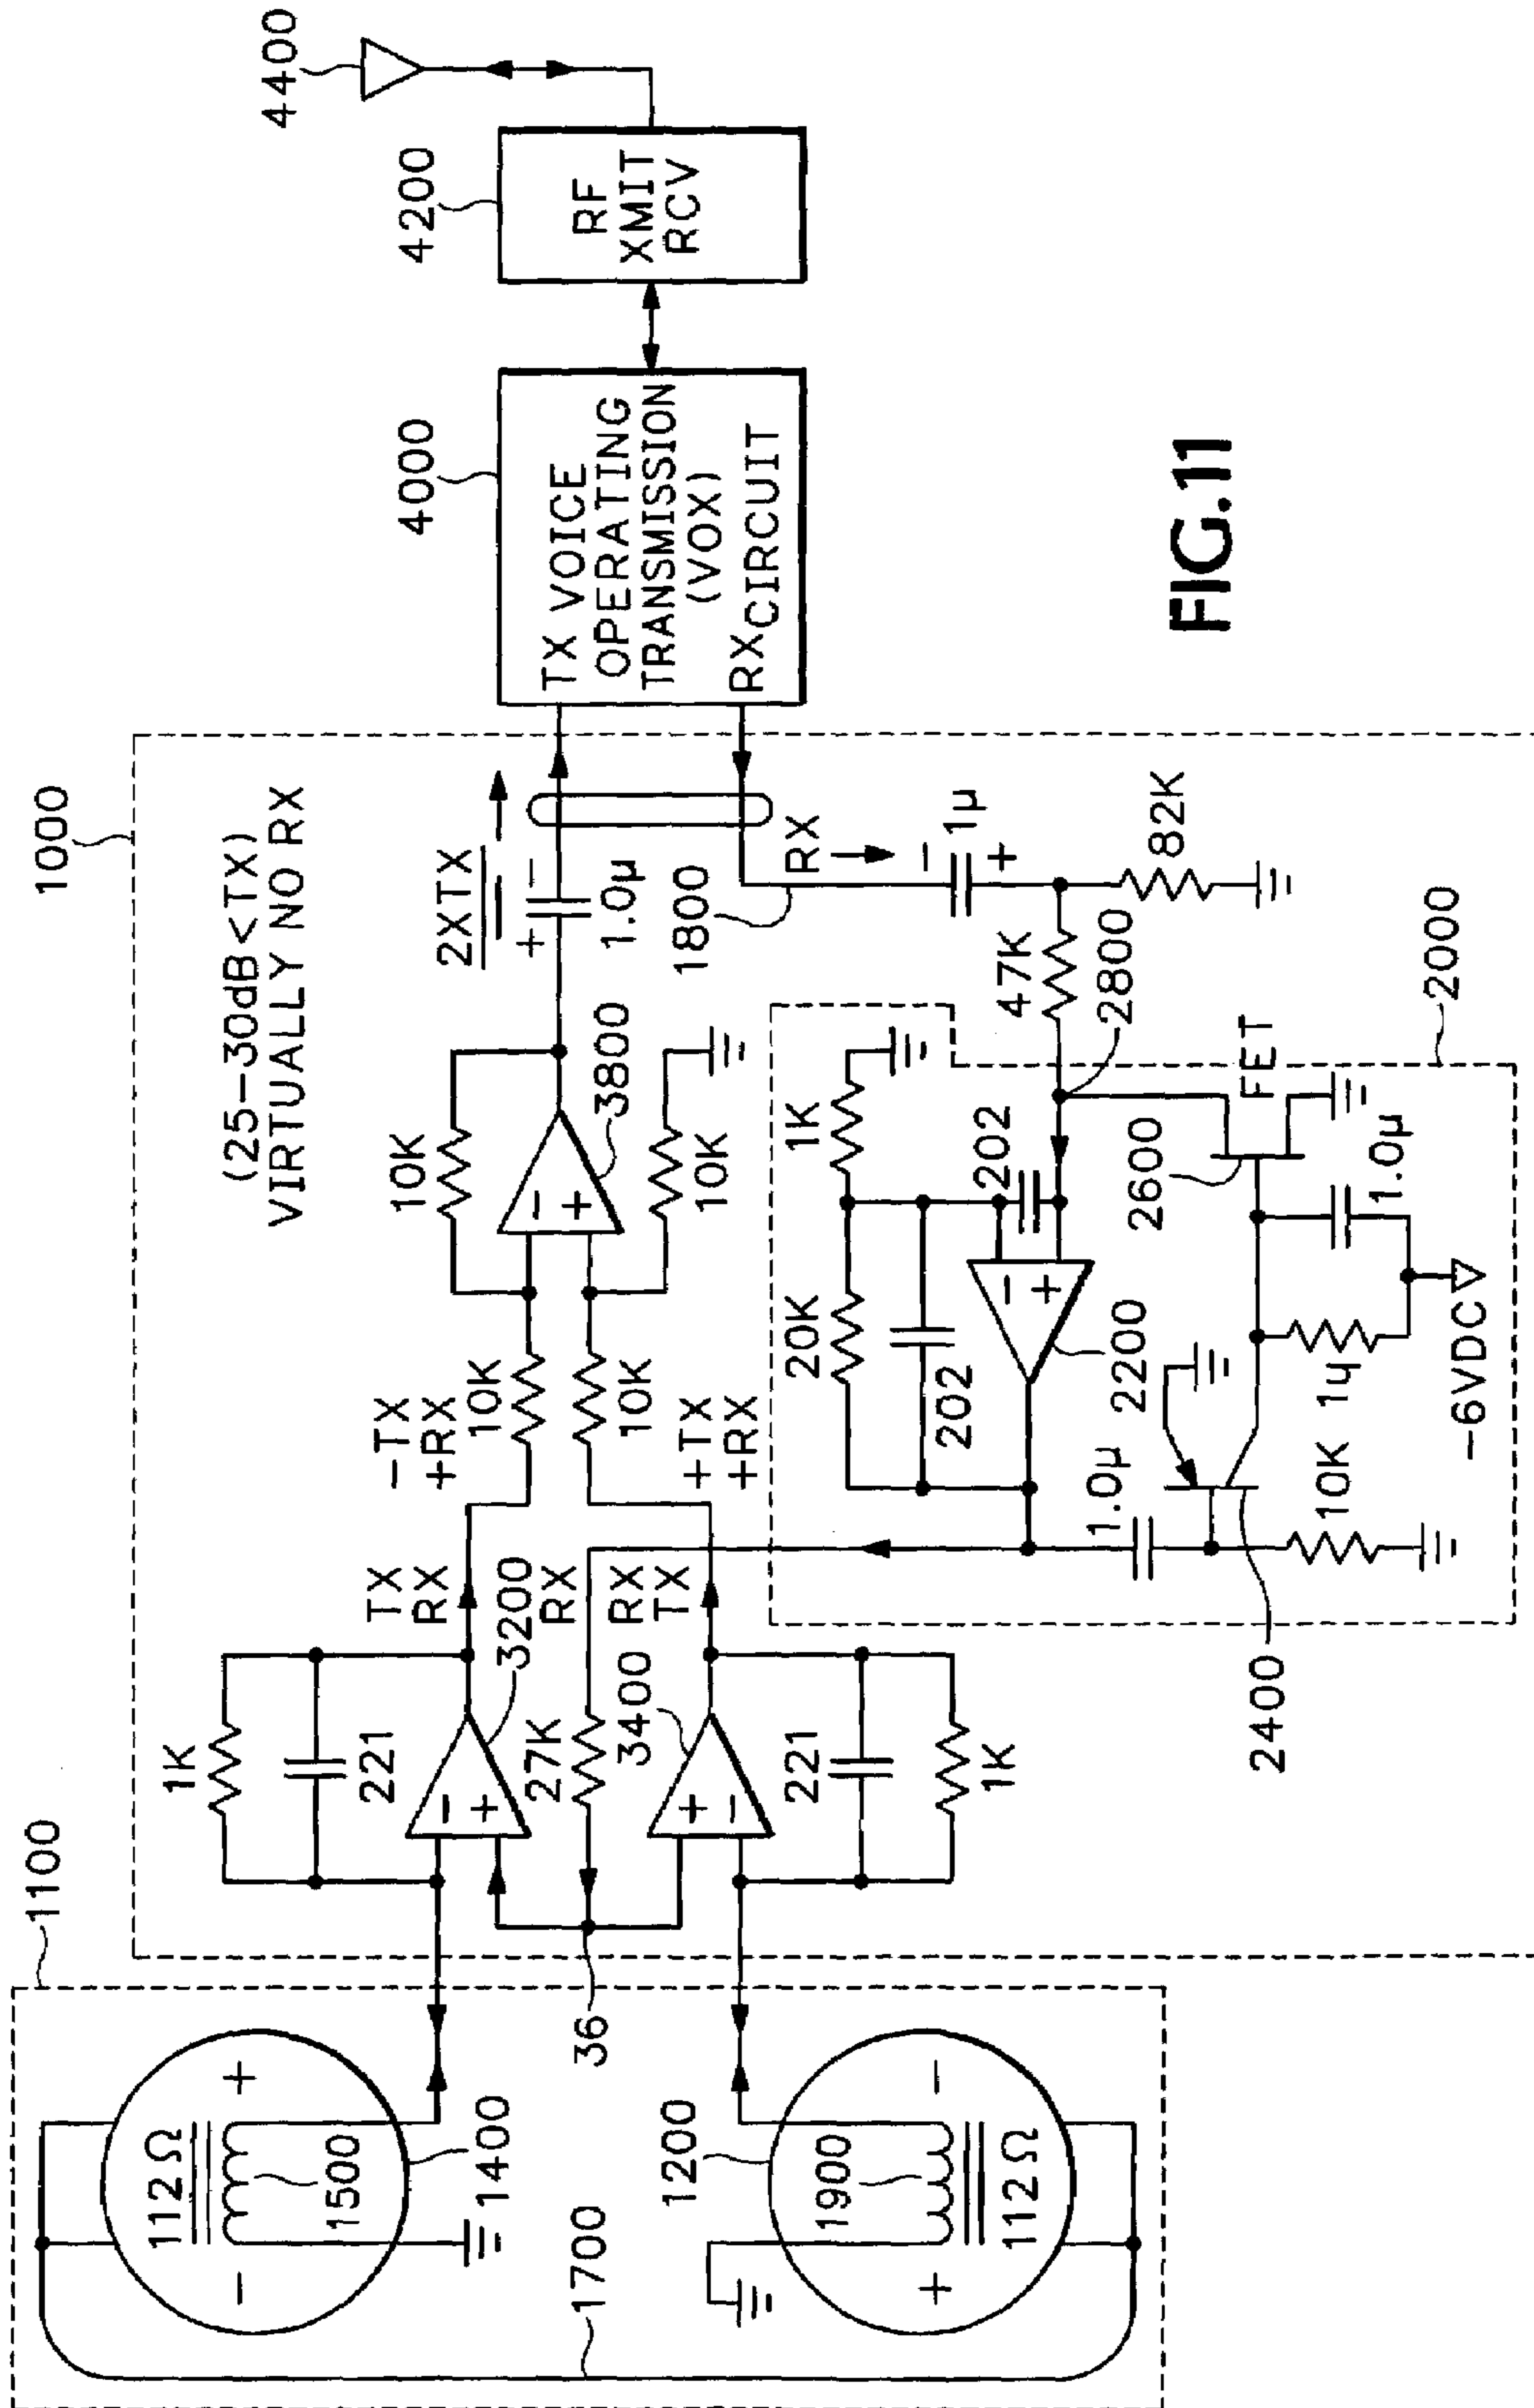 1100
112Ω
+
-
1500
1400
1700
1200
1900
112Ω
-
+
36
1000
(25-30dB<TX)
VIRTUALLY NO RX
1K
221
-
+
TX
RX
3200
27K
RX
RX
TX
3400
+
-
221
1K
-TX
+RX
10K
10K
+TX
+RX
10K
-
+
3800
10K
2XTX
+
-
1.0μ
1800
RX
-
1μ
+
82K
47K
2800
2000
1K
20K
202
202
-
+
2200
2600
FET
1.0μ
1.0μ
1μ
10K
-6VDC
2400
4000
TX VOICE
OPERATING
TRANSMISSION
(VOX)
RX CIRCUIT
4200
RF
XMIT
RCV
4400
FIG.11